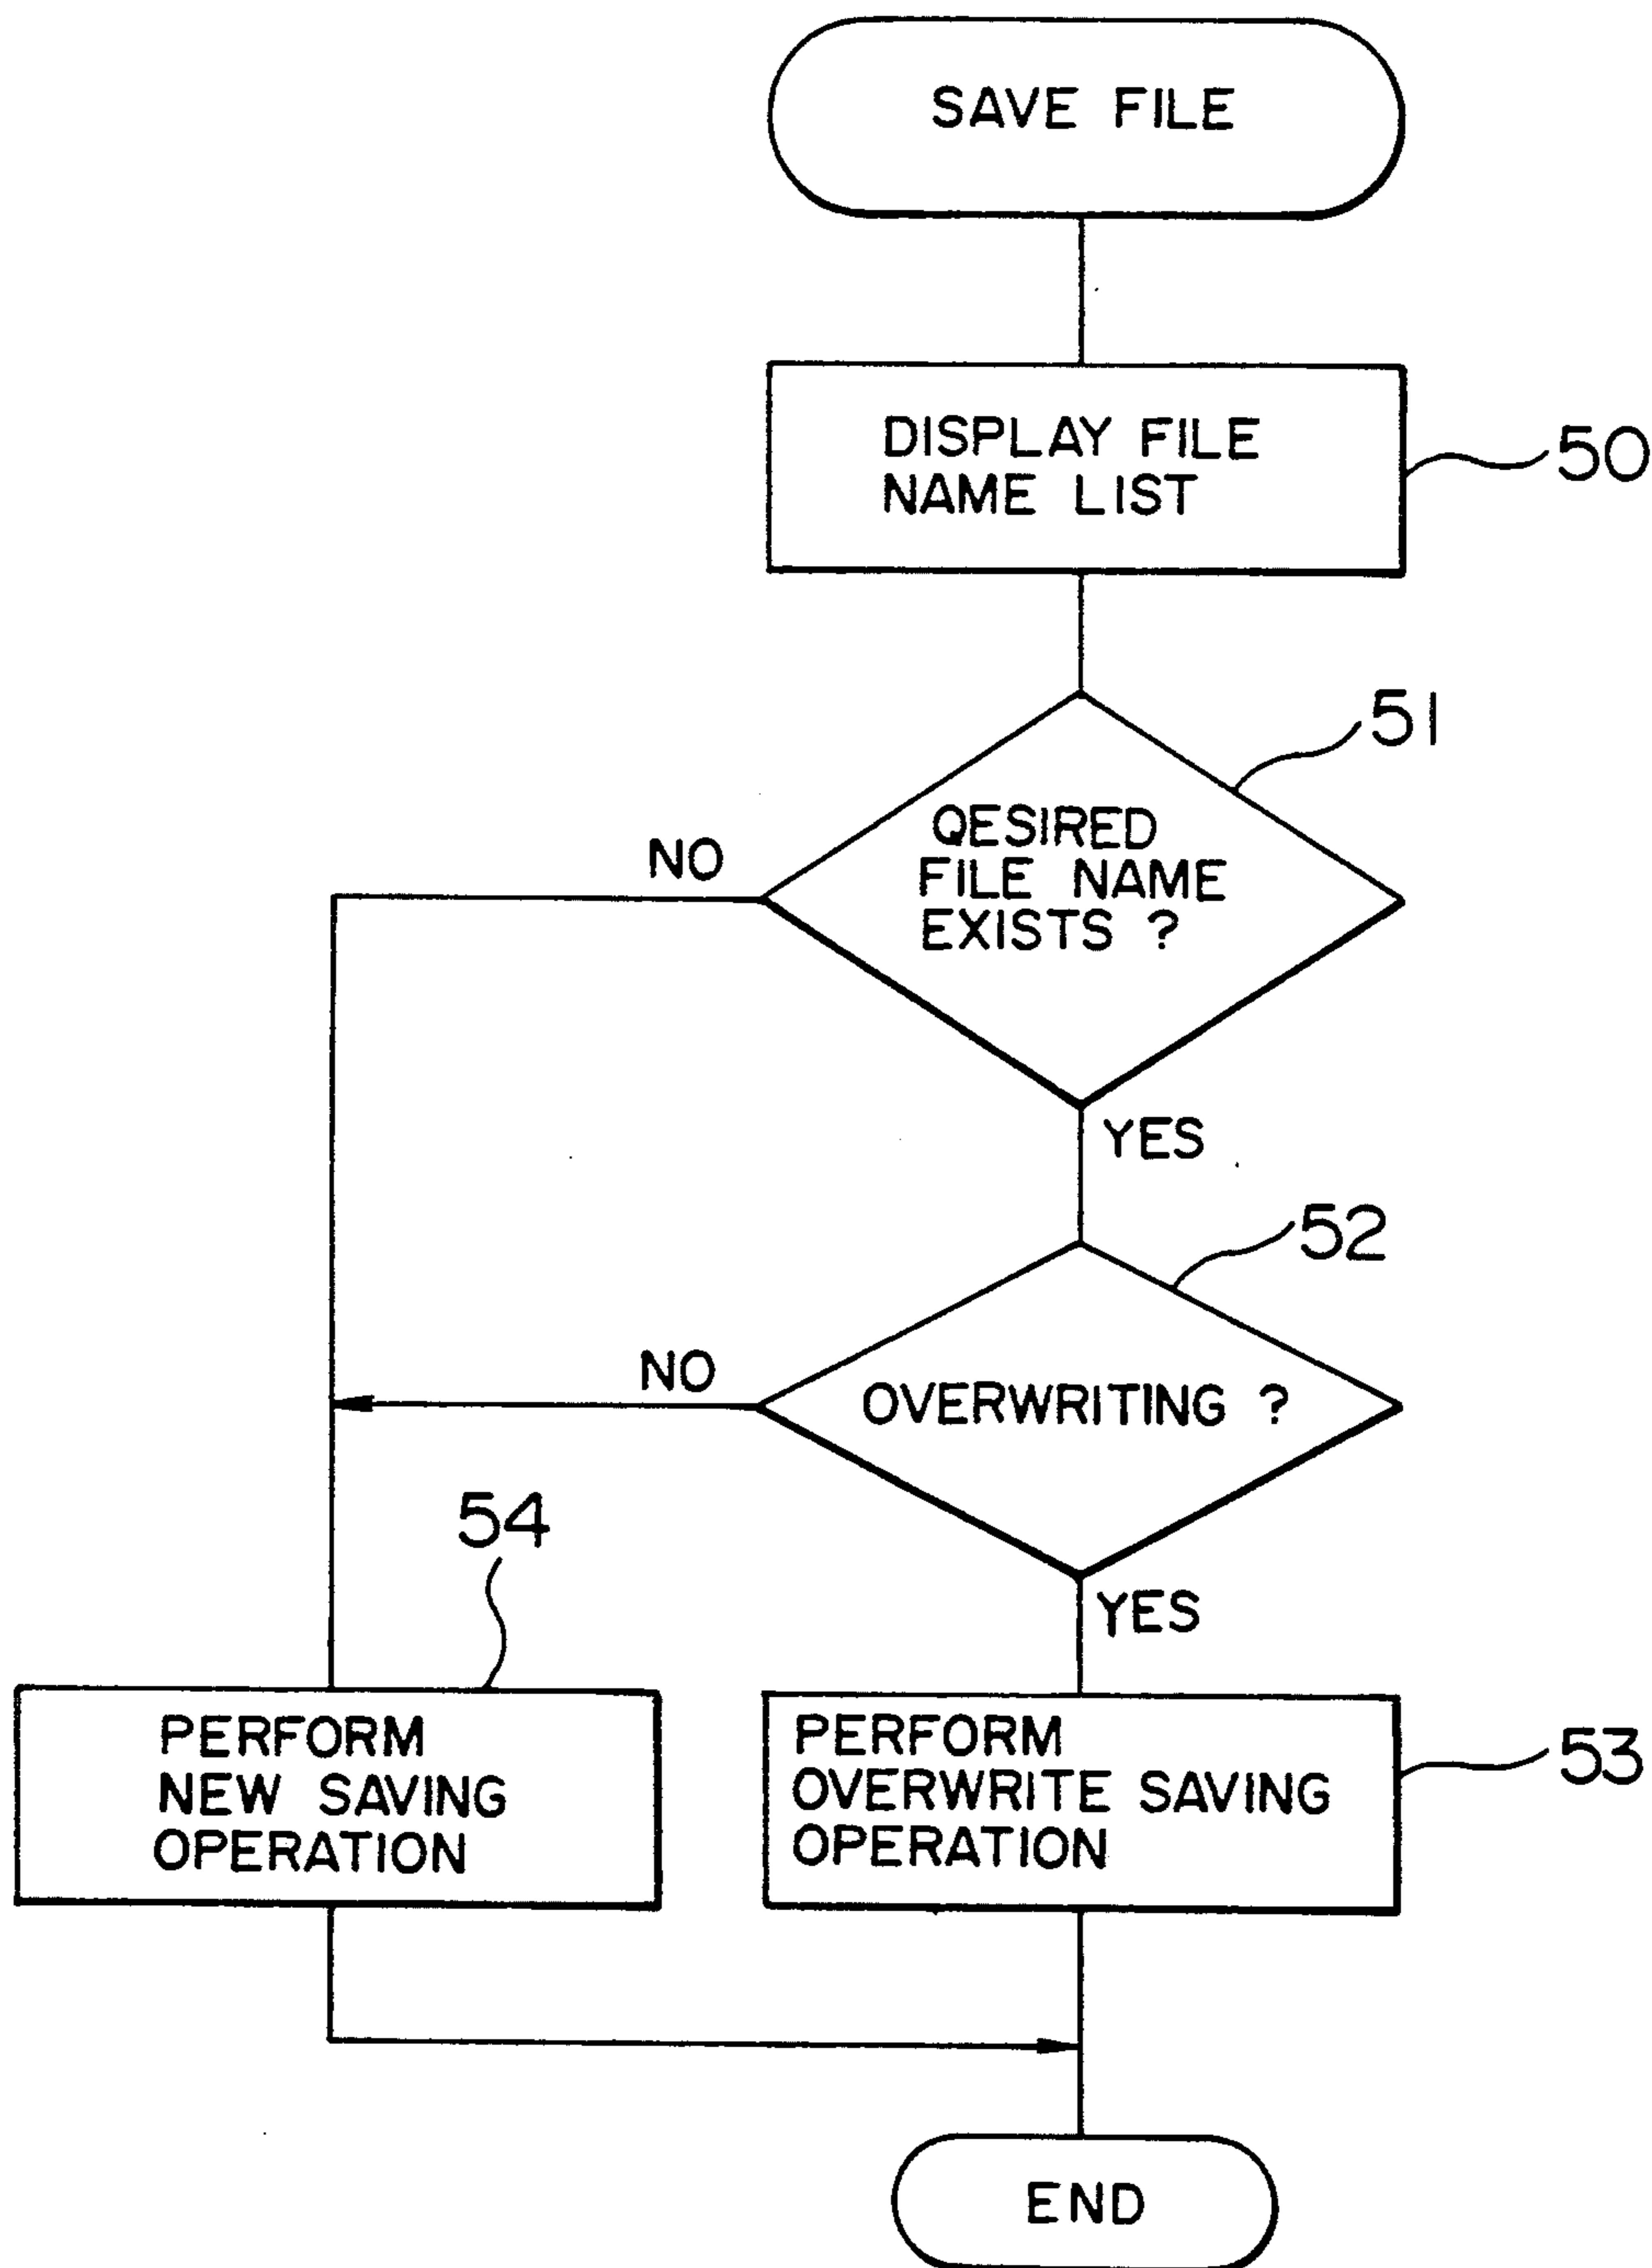 SAVE FILE
DISPLAY FILE
NAME LIST
50
51
QESIRED
FILE NAME
EXISTS ?
NO
YES
52
OVERWRITING ?
NO
YES
54
PERFORM
NEW SAVING
OPERATION
PERFORM
OVERWRITE SAVING
OPERATION
53
END